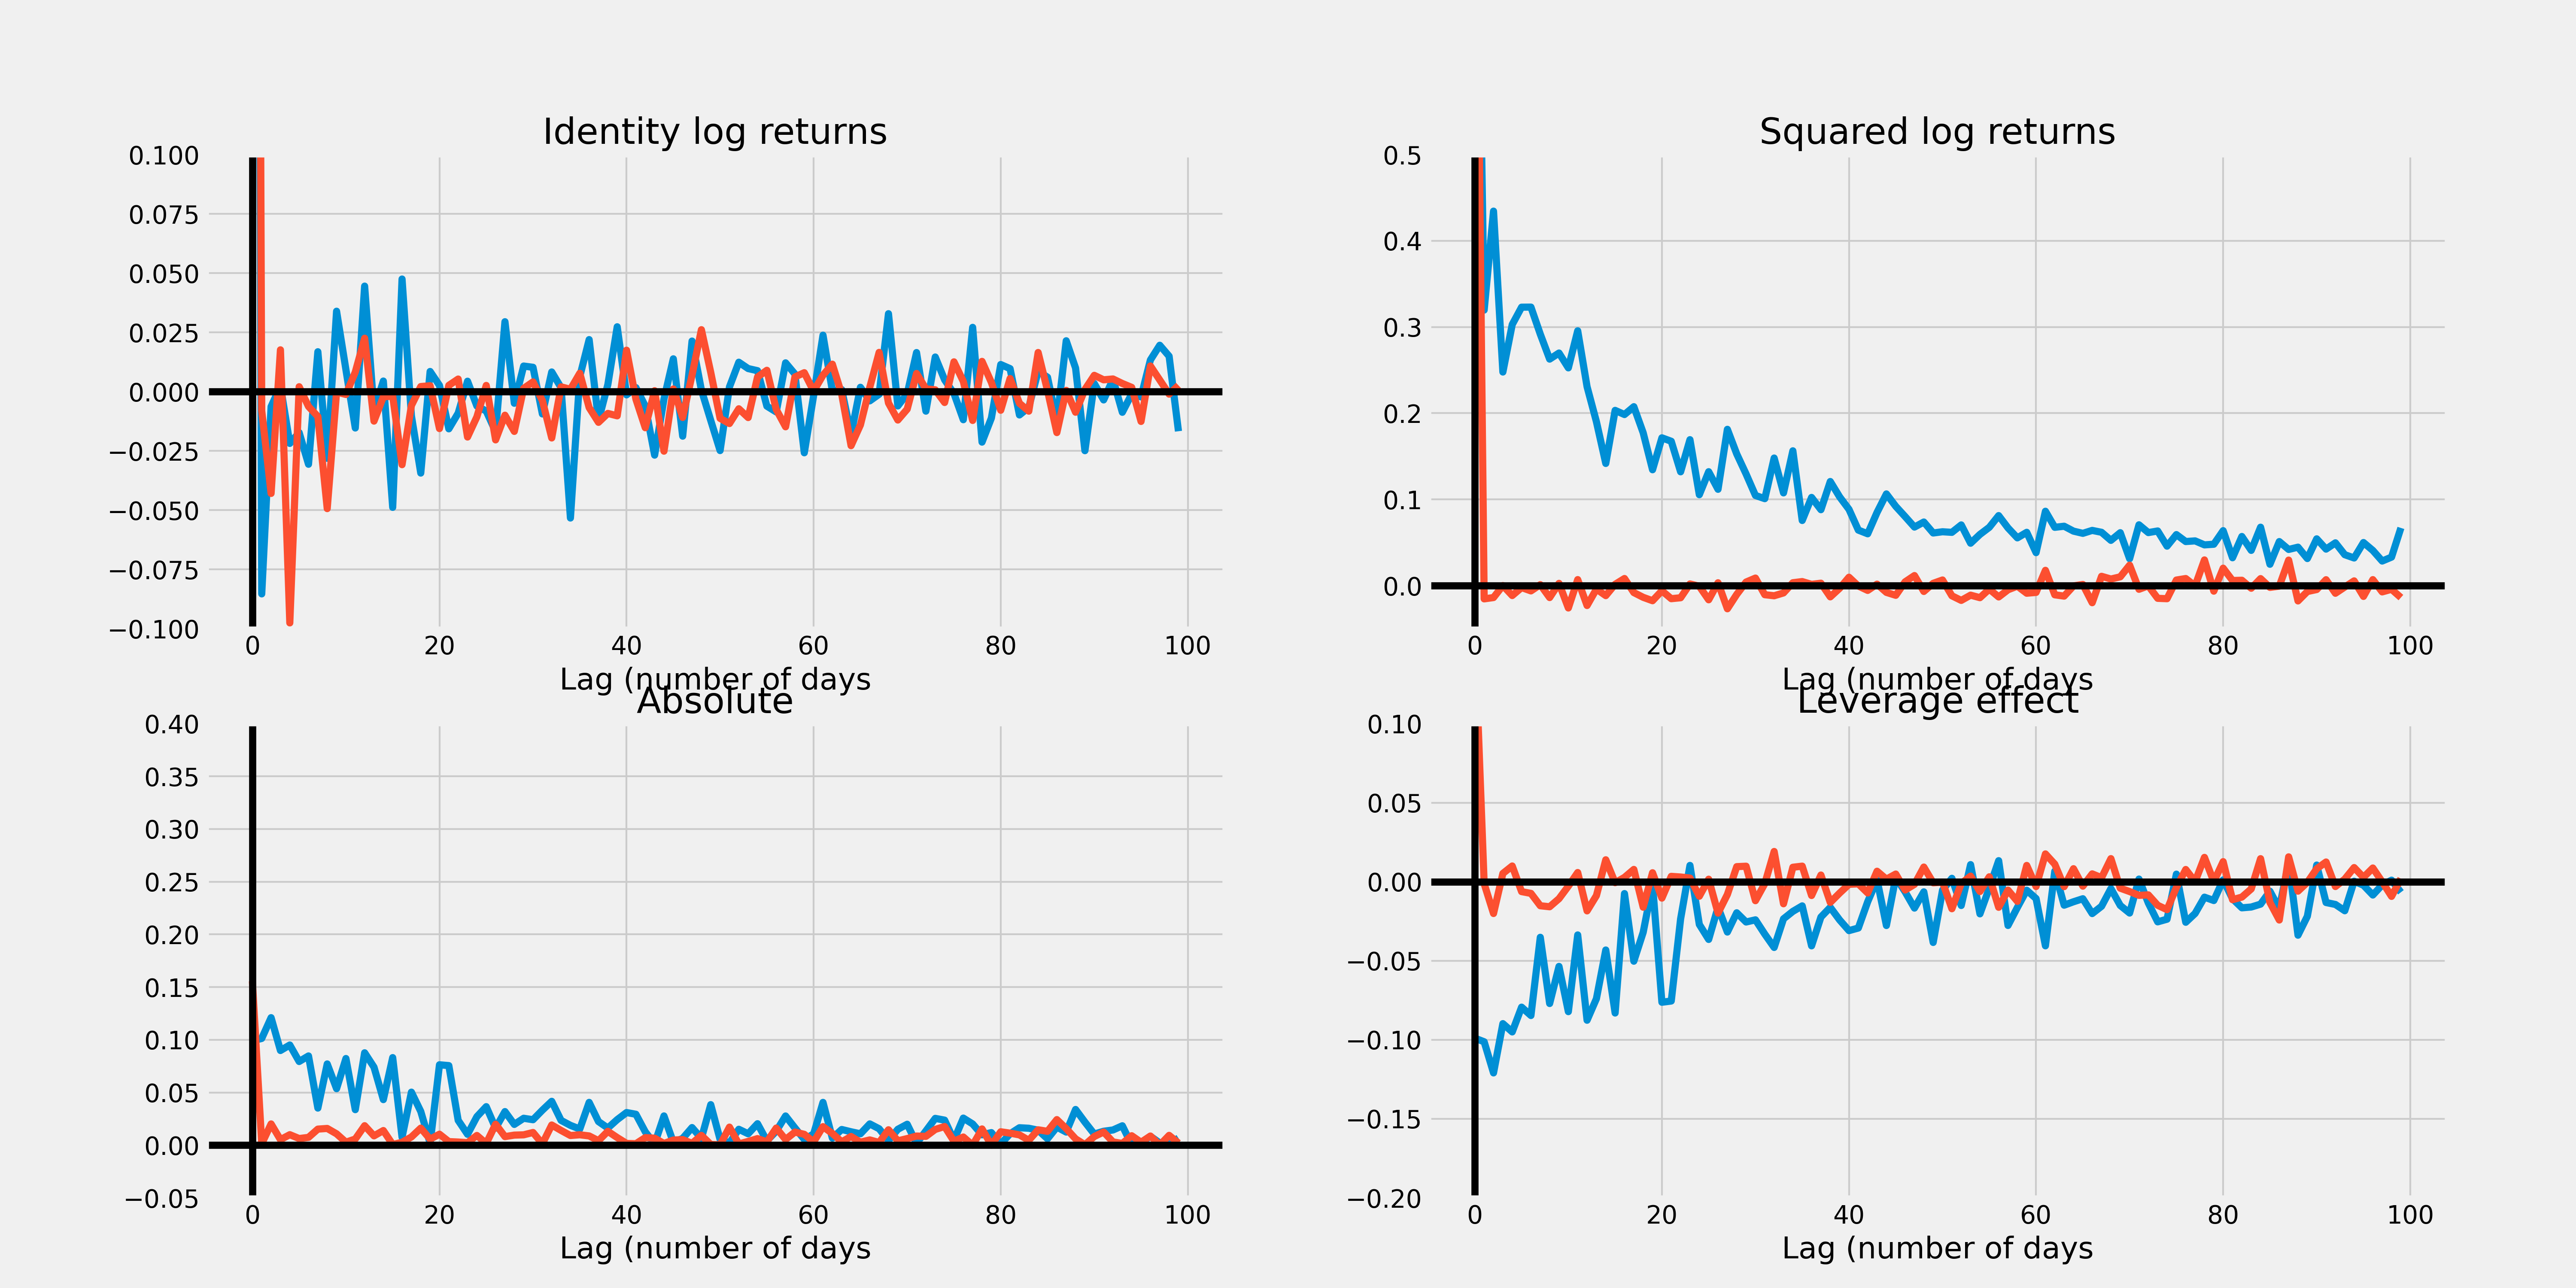 Identity log returns
0.100
0.075
0.050
0.025
0.000
−0.025
−0.050
−0.075
−0.100
0 20 40 60 80 100
Lag (number of days
Squared log returns
0.5
0.4
0.3
0.2
0.1
0.0
0 20 40 60 80 100
Lag (number of days
Absolute
0.40
0.35
0.30
0.25
0.20
0.15
0.10
0.05
0.00
−0.05
0 20 40 60 80 100
Lag (number of days
Leverage effect
0.10
0.05
0.00
−0.05
−0.10
−0.15
−0.20
0 20 40 60 80 100
Lag (number of days